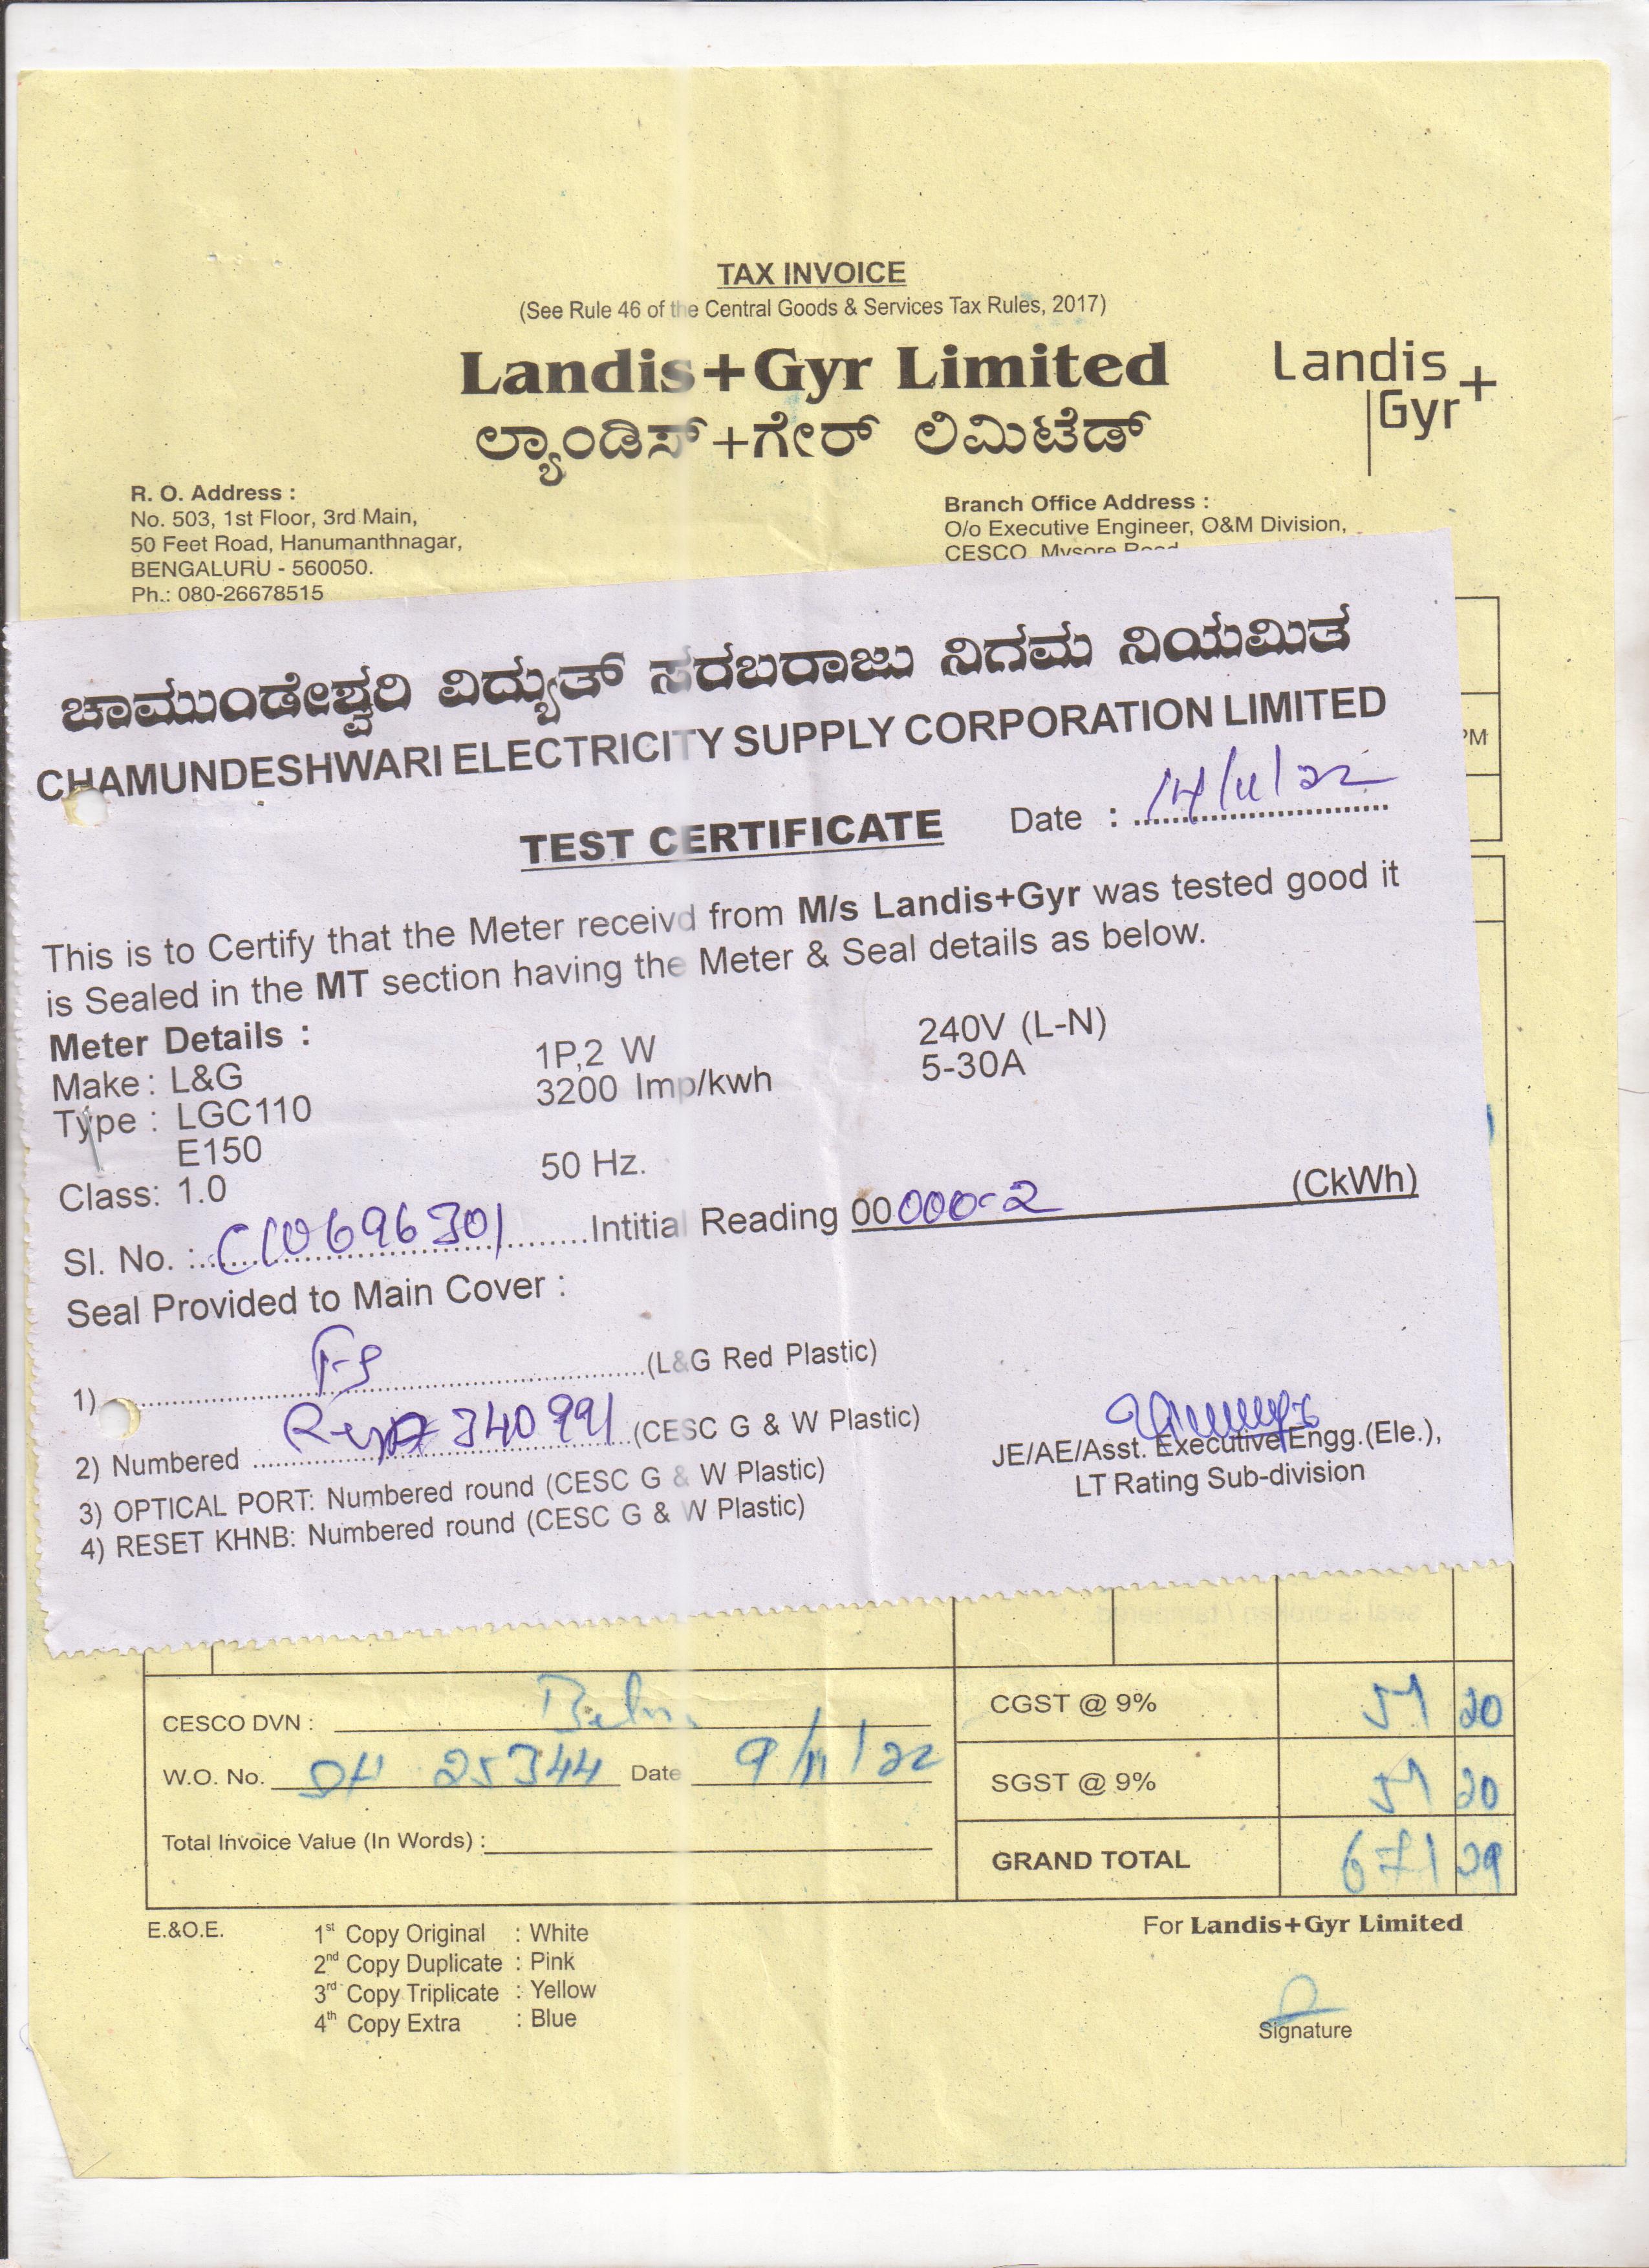 TAX INVOICE
(See Rule 46 of the Central Goods & Services Tax Rules, 2017)
Landis+Gyr Limited
ಲ್ಯಾಂಡಿಸ್+ಗೇರ್ ಲಿಮಿಟೆಡ್
Landis
Gyr+
R. O. Address :
No. 503, 1st Floor, 3rd Main,
50 Feet Road, Hanumanthnagar,
BENGALURU - 560050.
Ph.: 080-26678515
Branch Office Address :
O/o Executive Engineer, O&M Division,
CESCO, Mysore Road
PM
ಚಾಮುಂಡೇಶ್ವರಿ ವಿದ್ಯುತ್ ಸರಬರಾಜು ನಿಗಮ ನಿಯಮಿತ
CHAMUNDESHWARI ELECTRICITY SUPPLY CORPORATION LIMITED
TEST CERTIFICATE Date : 14/11/22
This is to Certify that the Meter receivd from M/s Landis+Gyr was tested good it
is Sealed in the MT section having the Meter & Seal details as below.
Meter Details :
Make : L&G 1P,2 W 240V (L-N)
Type : LGC110 3200 Imp/kwh 5-30A
E150
Class: 1.0 50 Hz.
Sl. No. : C10696301 Intitial Reading 00000-2 (CkWh)
Seal Provided to Main Cover :
1) (L&G Red Plastic)
2) Numbered 340991 (CESC G & W Plastic)
3) OPTICAL PORT: Numbered round (CESC G & W Plastic)
4) RESET KHNB: Numbered round (CESC G & W Plastic)
JE/AE/Asst. Executive Engg.(Ele.),
LT Rating Sub-division
CESCO DVN :
W.O. No. 25344 Date 9/11/22
Total Invoice Value (In Words) :
CGST @ 9% 51 20
SGST @ 9% 51 20
GRAND TOTAL 671 29
E.&O.E.
1st Copy Original : White
2nd Copy Duplicate : Pink
3rd Copy Triplicate : Yellow
4th Copy Extra : Blue
For Landis+Gyr Limited
Signature